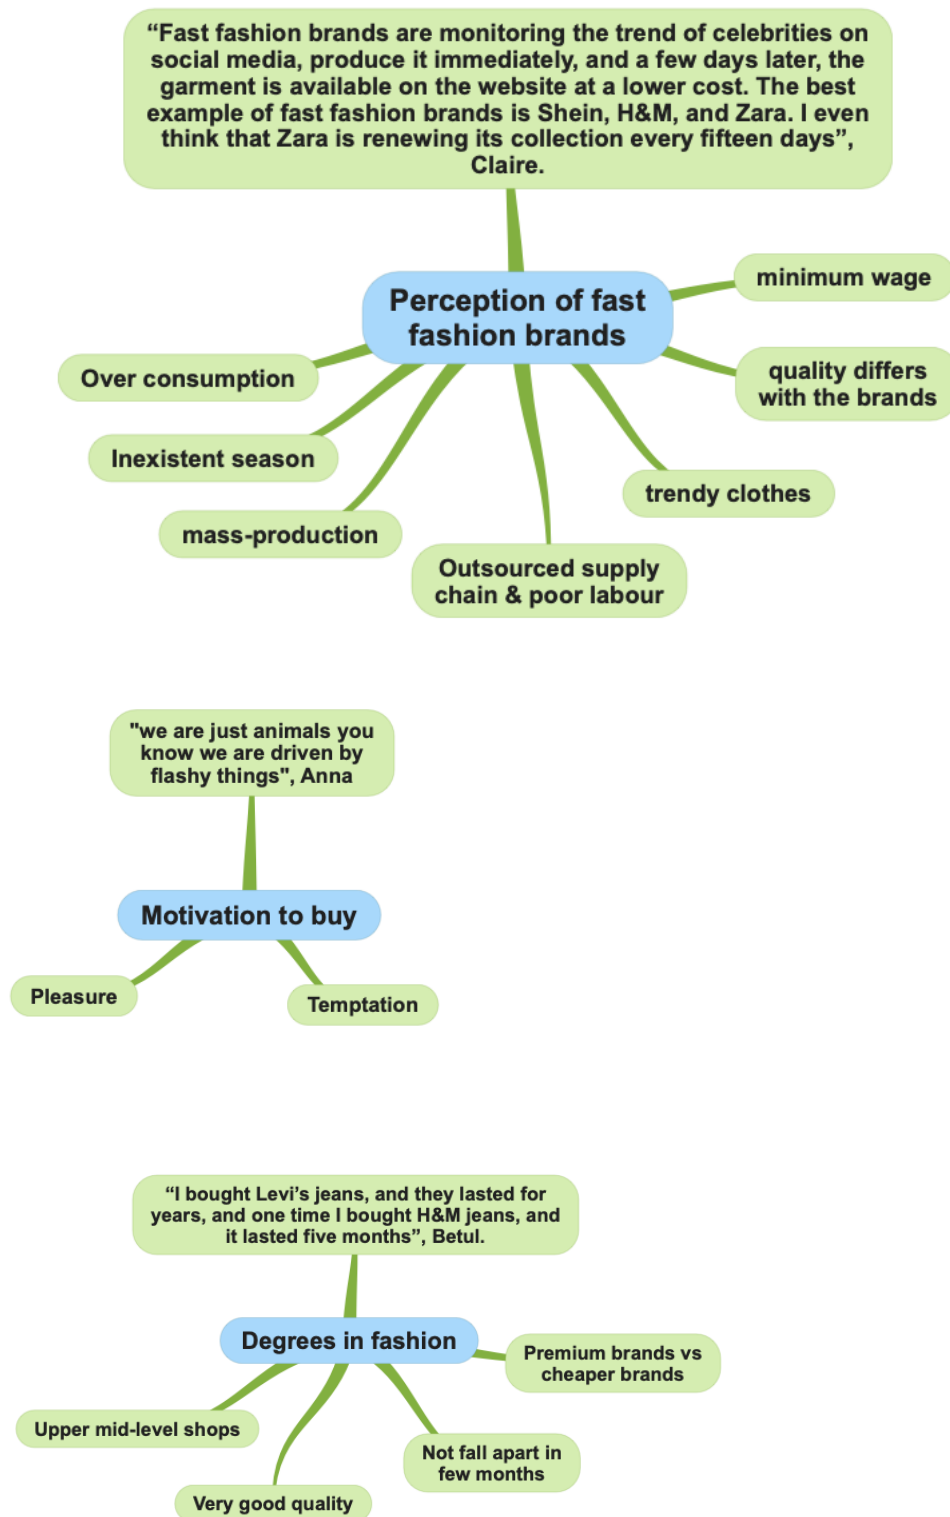 “Fast fashion brands are monitoring the trend of celebrities on
social media, produce it immediately, and a few days later, the
garment is available on the website at a lower cost. The best
example of fast fashion brands is Shein, H&M, and Zara. I even
think that Zara is renewing its collection every fifteen days”,
Claire.
Perception of fast
fashion brands
minimum wage
quality differs
with the brands
Over consumption
Inexistent season
trendy clothes
mass-production
Outsourced supply
chain & poor labour
"we are just animals you
know we are driven by
flashy things", Anna
Motivation to buy
Pleasure
Temptation
“I bought Levi’s jeans, and they lasted for
years, and one time I bought H&M jeans, and
it lasted five months”, Betul.
Degrees in fashion
Premium brands vs
cheaper brands
Upper mid-level shops
Not fall apart in
few months
Very good quality